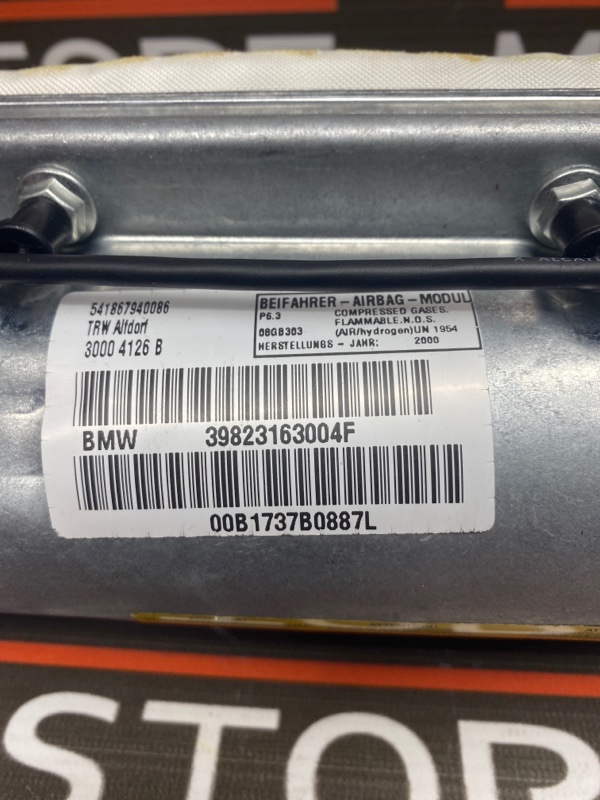 541867940086
TRW Alfdorf
3000 4126 B
BEIFAHRER-AIRBAG-MODUL
P6.3 COMPRESSED GASES.
FLAMMABLE.N.O.S.
08GB303 (AIR/hydrogen)UN 1954
HERSTELLUNGS - JAHR: 2000
BMW 39823163004F
00B1737B0887L
STOP